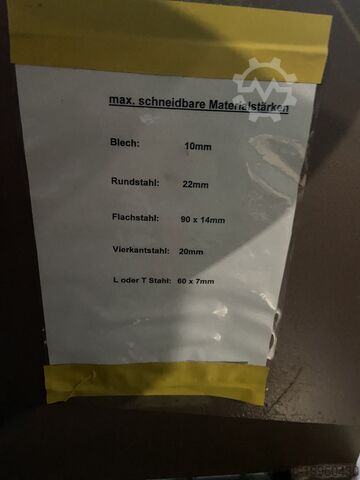 max. schneidbare Materialstärken
Blech: 10mm
Rundstahl: 22mm
Flachstahl: 90 x 14mm
Vierkantstahl: 20mm
L oder T Stahl: 60 x 7mm